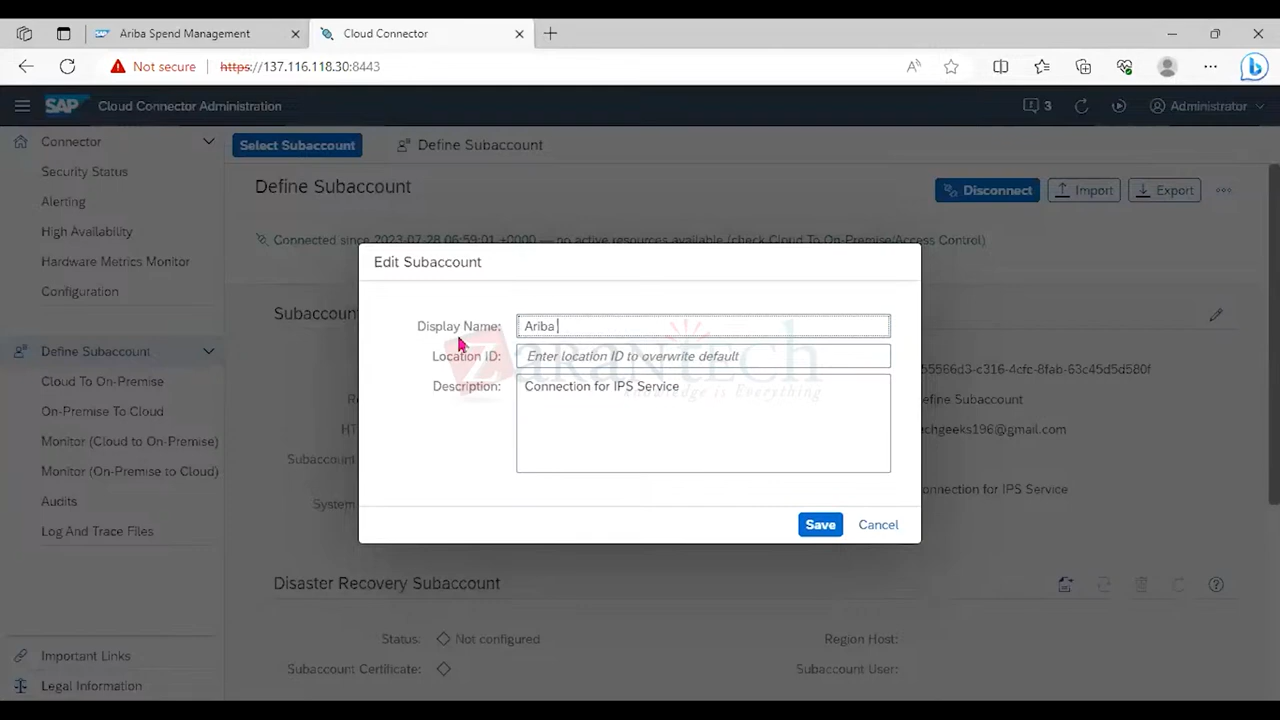 Ariba Spend Management
Cloud Connector
Not secure
https://137.116.118.30:8443
SAP
Cloud Connector Administration
3
Administrator
Connector
Security Status
Alerting
High Availability
Hardware Metrics Monitor
Configuration
Define Subaccount
Cloud To On-Premise
On-Premise To Cloud
Monitor (Cloud to On-Premise)
Monitor (On-Premise to Cloud)
Audits
Log And Trace Files
Important Links
Legal Information
Select Subaccount
Define Subaccount
Define Subaccount
Disconnect
Import
Export
Connected since 2023-07-28 06:59:01 +0000 — no active resources available (check Cloud To On-Premise/Access Control)
Subaccount
Edit Subaccount
Display Name: Ariba
Location ID: Enter location ID to overwrite default
Description: Connection for IPS Service
ZARANTECH
knowledge is Everything
Save
Cancel
HT
Subaccount
System
55566d3-c316-4cfc-8fab-63c45d5d580f
efine Subaccount
echgeeks196@gmail.com
onnection for IPS Service
Disaster Recovery Subaccount
Status: Not configured
Region Host:
Subaccount Certificate:
Subaccount User: